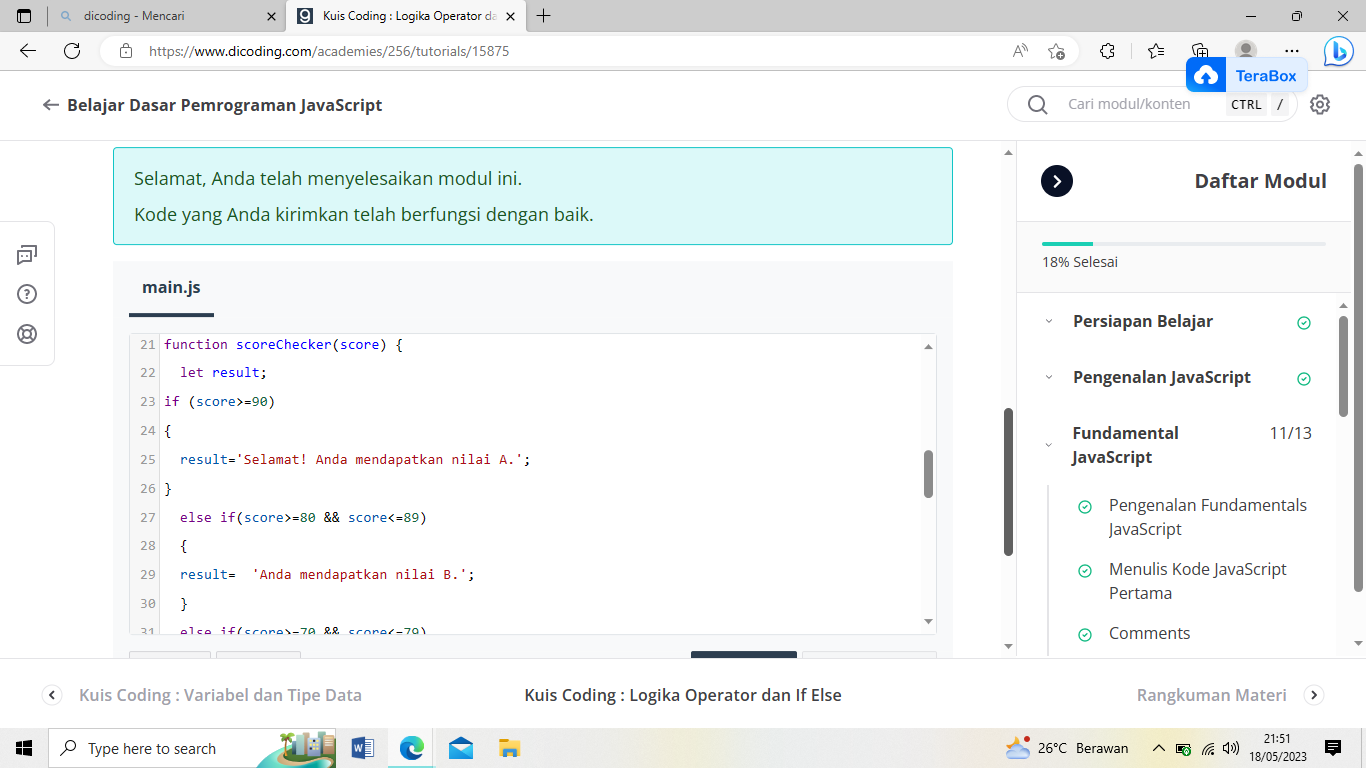 dicoding - Mencari
Kuis Coding : Logika Operator da
https://www.dicoding.com/academies/256/tutorials/15875
TeraBox
Belajar Dasar Pemrograman JavaScript
Cari modul/konten
CTRL /
Selamat, Anda telah menyelesaikan modul ini.
Kode yang Anda kirimkan telah berfungsi dengan baik.
main.js
21 function scoreChecker(score) {
22 let result;
23 if (score>=90)
24 {
25 result='Selamat! Anda mendapatkan nilai A.';
26 }
27 else if(score>=80 && score<=89)
28 {
29 result=  'Anda mendapatkan nilai B.';
30 }
31 else if(score>=70 && score<=79)
Daftar Modul
18% Selesai
Persiapan Belajar
Pengenalan JavaScript
Fundamental JavaScript 11/13
Pengenalan Fundamentals
JavaScript
Menulis Kode JavaScript
Pertama
Comments
Kuis Coding : Variabel dan Tipe Data
Kuis Coding : Logika Operator dan If Else
Rangkuman Materi
Type here to search
26°C Berawan
21:51
18/05/2023